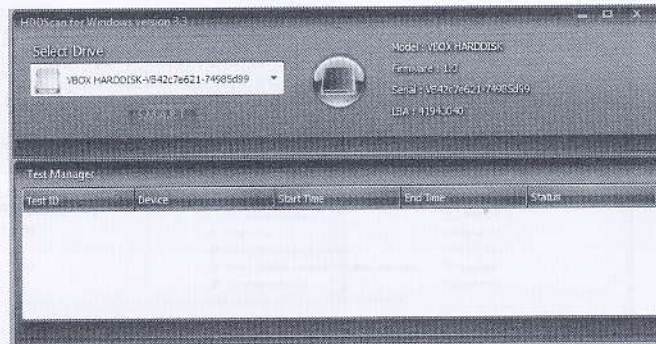 HDDScan for Windows version 3.3
Select Drive
VBOX HARDDISK-VB42c7e621-74985d99
Model : VBOX HARDDISK
Firmware : 1.0
Serial : VB42c7e621-74985d99
LBA : 41943040
Test Manager
Test ID Device Start Time End Time Status